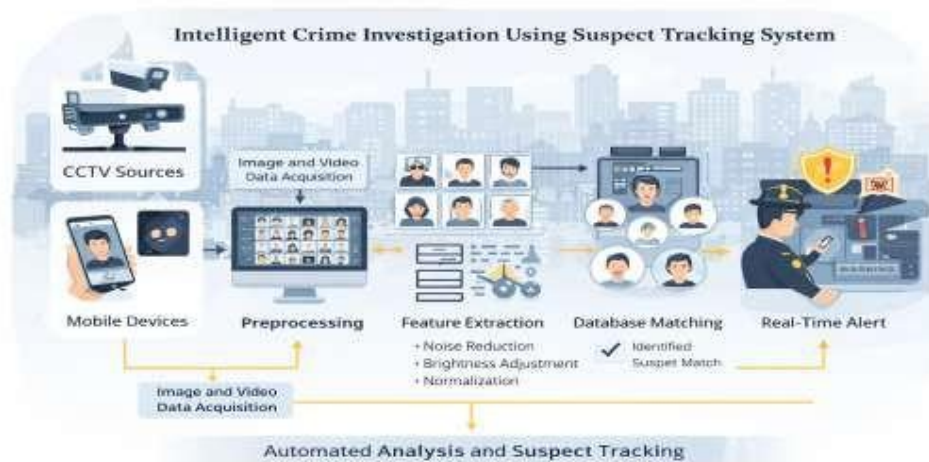 Intelligent Crime Investigation Using Suspect Tracking System
CCTV Sources
Image and Video
Data Acquisition
Mobile Devices
Preprocessing
Feature Extraction
Database Matching
Real-Time Alert
• Noise Reduction
• Brightness Adjustment
• Normalization
✓ Identified
Suspet Match
WARNING
Image and Video
Data Acquisition
Automated Analysis and Suspect Tracking